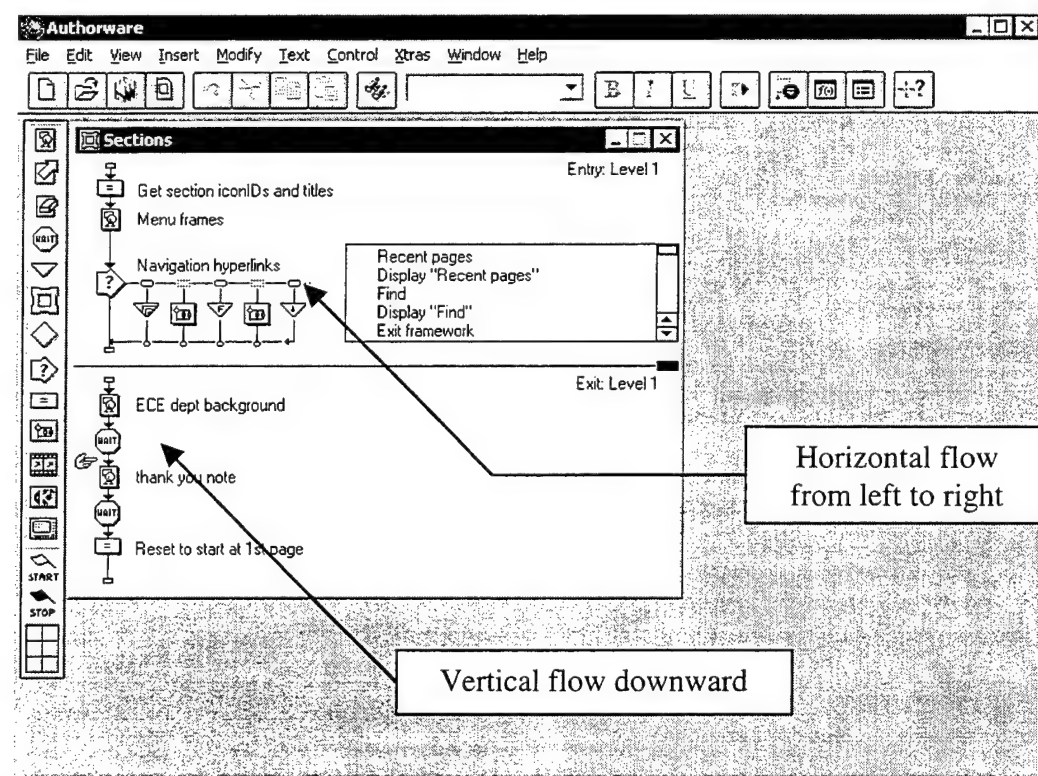 Authorware
File Edit View Insert Modify Text Control Xtras Window Help
B I U
Sections
Entry: Level 1
= Get section iconIDs and titles
Menu frames
Navigation hyperlinks
?
F
Recent pages
Display "Recent pages"
Find
Display "Find"
Exit framework
Exit: Level 1
ECE dept background
WAIT
thank you note
WAIT
= Reset to start at 1st page
WAIT
?
=
START
STOP
Horizontal flow
from left to right
Vertical flow downward